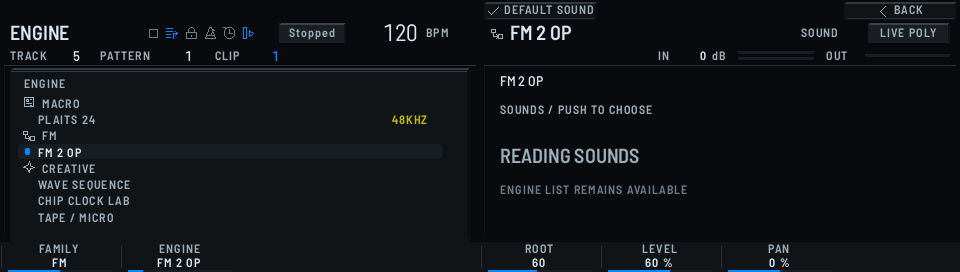 DEFAULT SOUND
BACK
ENGINE
Stopped
120 BPM
FM 2 OP
SOUND
LIVE POLY
TRACK 5 PATTERN 1 CLIP 1
IN 0 dB OUT
ENGINE
MACRO
PLAITS 24 48KHZ
FM
FM 2 OP
CREATIVE
WAVE SEQUENCE
CHIP CLOCK LAB
TAPE / MICRO
FM 2 OP
SOUNDS / PUSH TO CHOOSE
READING SOUNDS
ENGINE LIST REMAINS AVAILABLE
FAMILY ENGINE ROOT LEVEL PAN
FM FM 2 OP 60 60 % 0 %